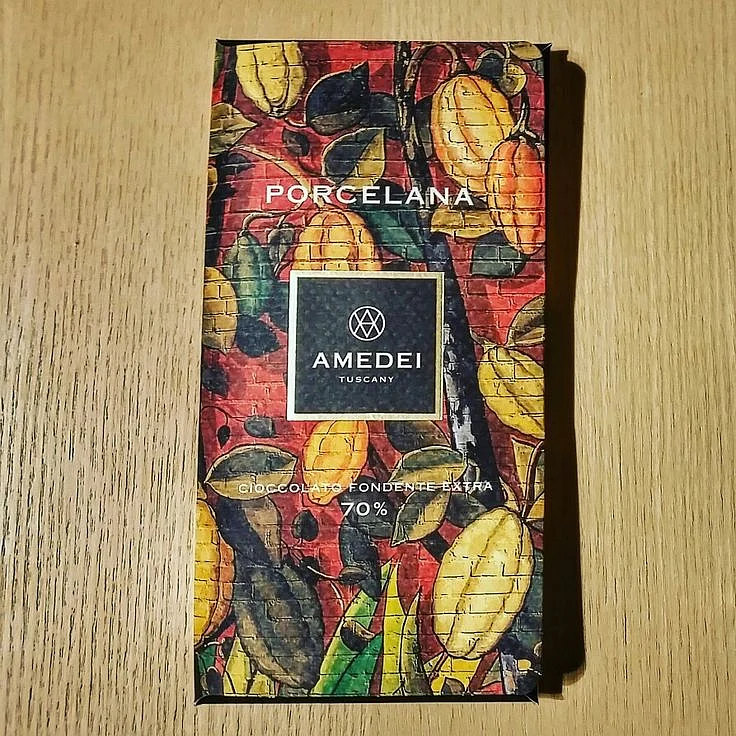 PORCELANA
AMEDEI
TUSCANY
CIOCCOLATO FONDENTE EXTRA
70%